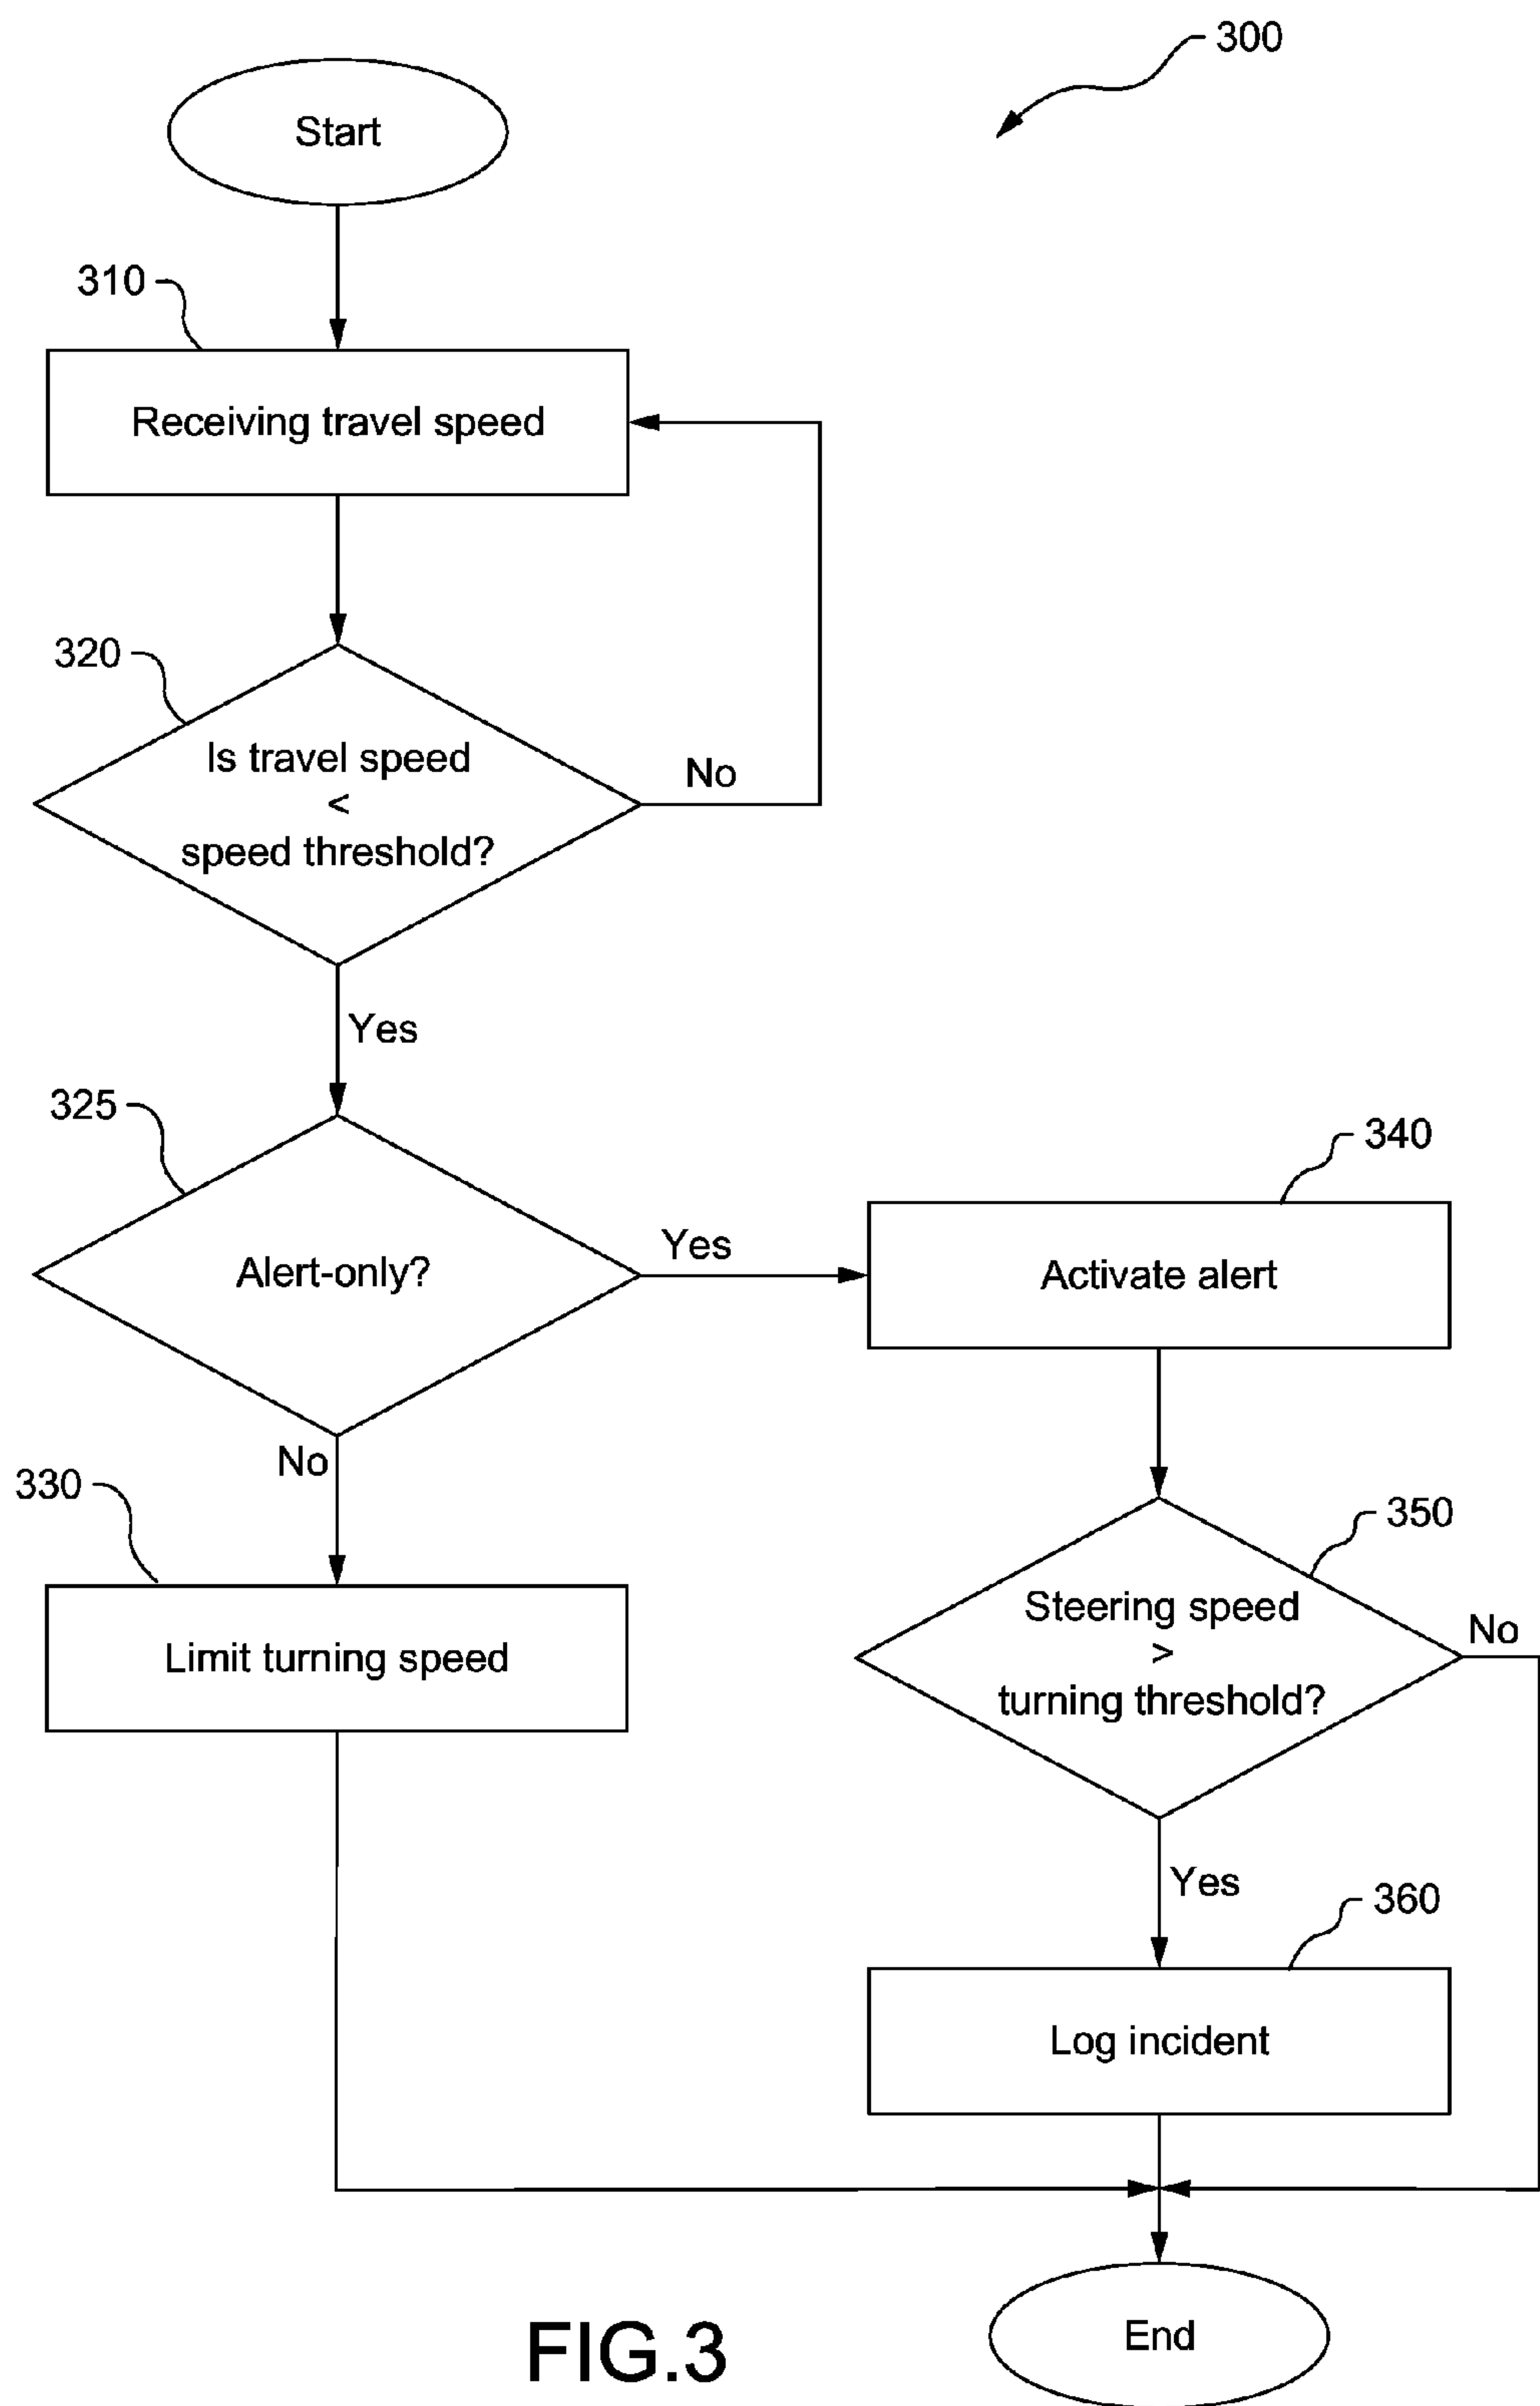 300
Start
310
Receiving travel speed
320
Is travel speed
<
speed threshold?
No
Yes
325
Alert-only?
Yes
340
Activate alert
No
330
Limit turning speed
350
Steering speed
>
turning threshold?
No
Yes
360
Log incident
End
FIG.3